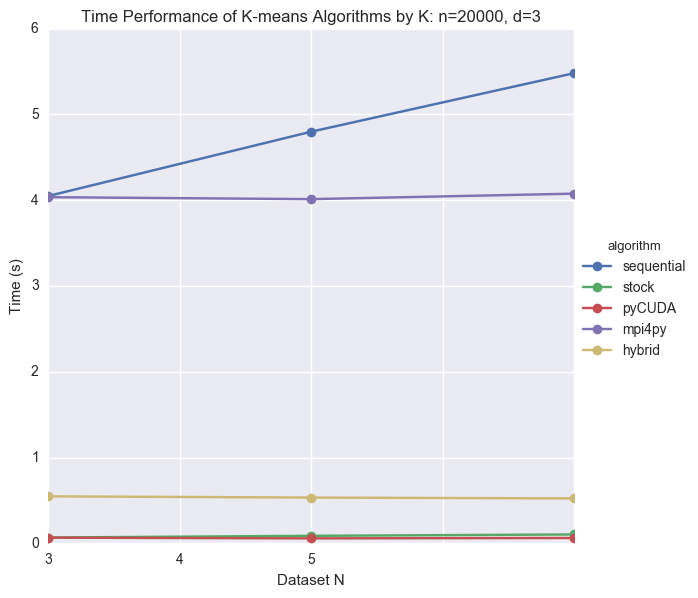 Time Performance of K-means Algorithms by K: n=20000, d=3
6
5
4
3
2
1
0
Time (s)
3
4
5
Dataset N
algorithm
sequential
stock
pyCUDA
mpi4py
hybrid